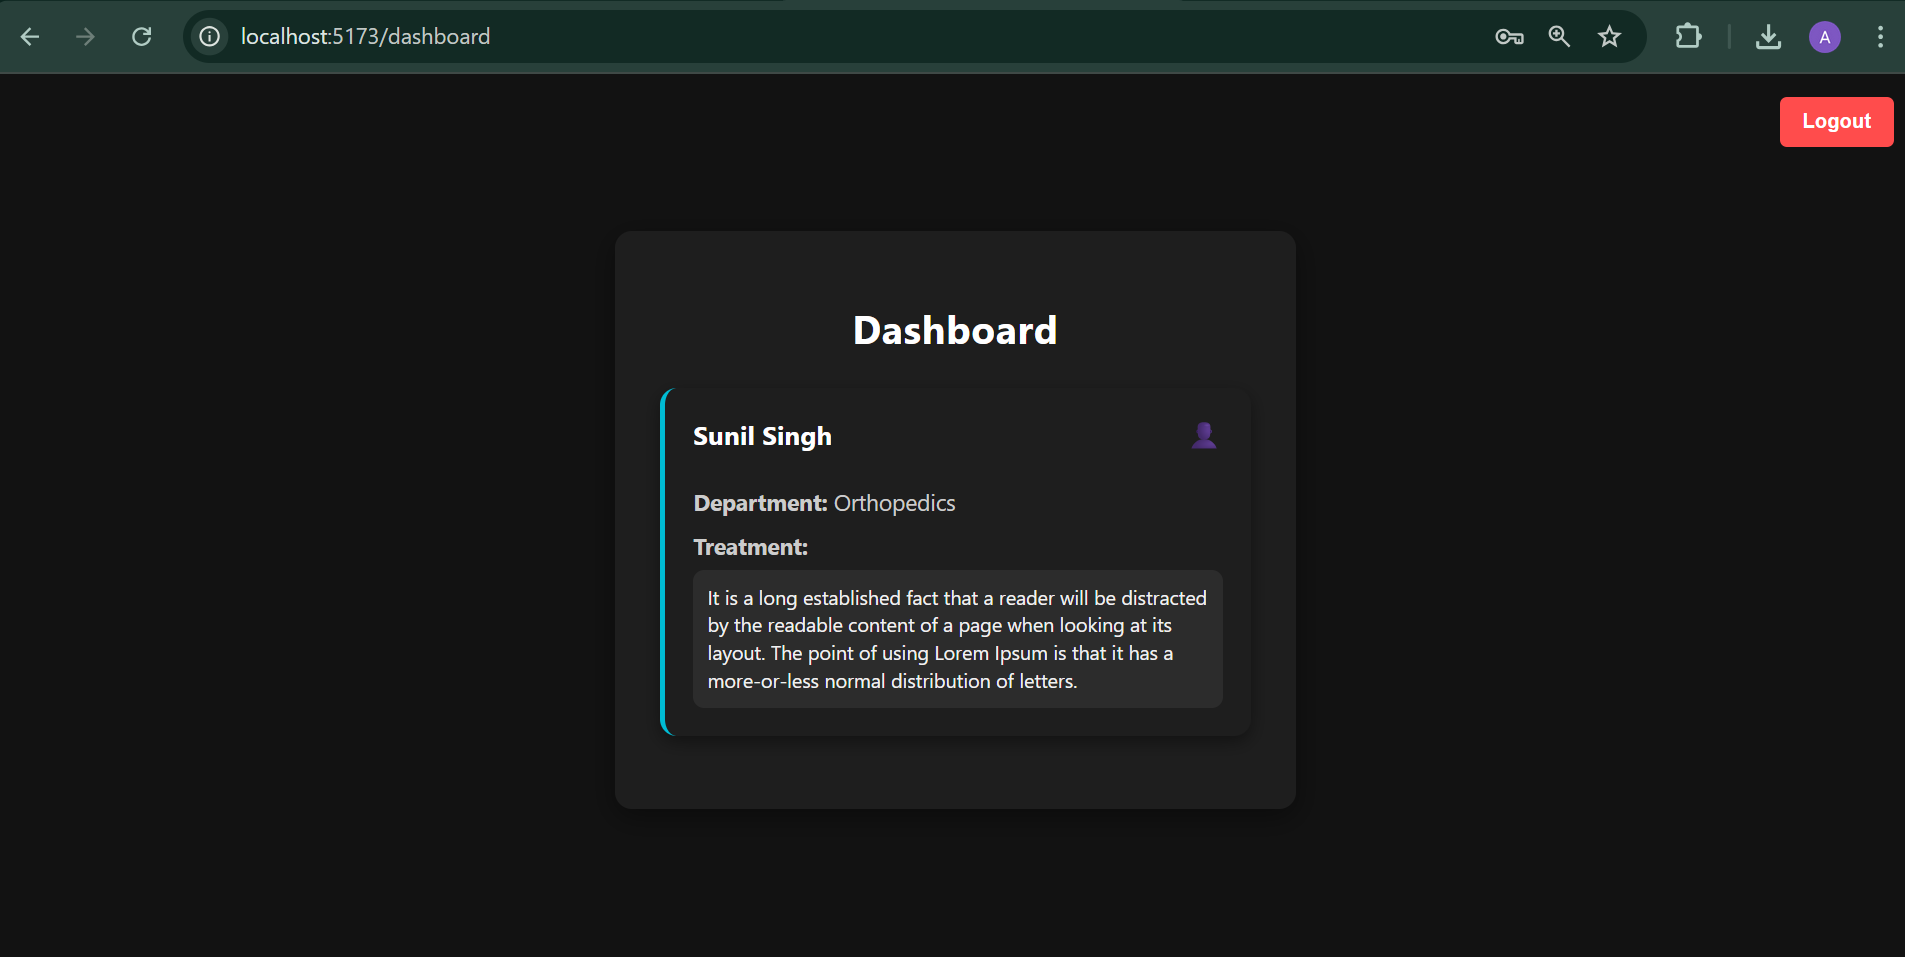 localhost:5173/dashboard
A
Logout
Dashboard
Sunil Singh
Department: Orthopedics
Treatment:
It is a long established fact that a reader will be distracted
by the readable content of a page when looking at its
layout. The point of using Lorem Ipsum is that it has a
more-or-less normal distribution of letters.